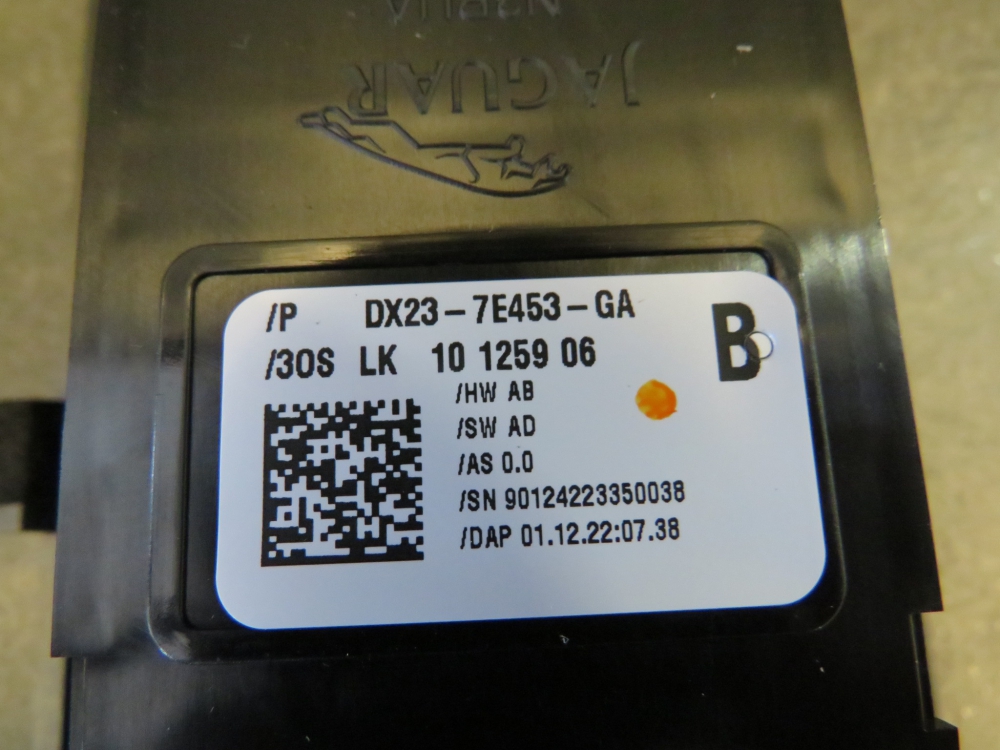 JAGUAR
/P DX23-7E453-GA
B
/30S LK 10 1259 06
/HW AB
/SW AD
/AS 0.0
/SN 90124223350038
/DAP 01.12.22:07.38